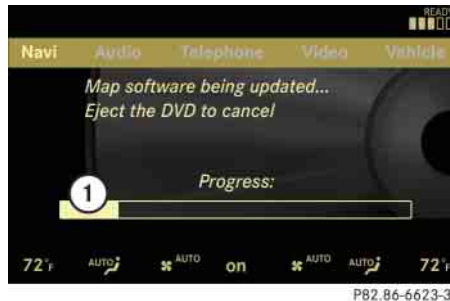 READY
Navi Audio Telephone Video Vehicle
Map software being updated...
Eject the DVD to cancel
1
Progress:
72°F AUTO AUTO on AUTO AUTO 72°F
P82.86-6623-3